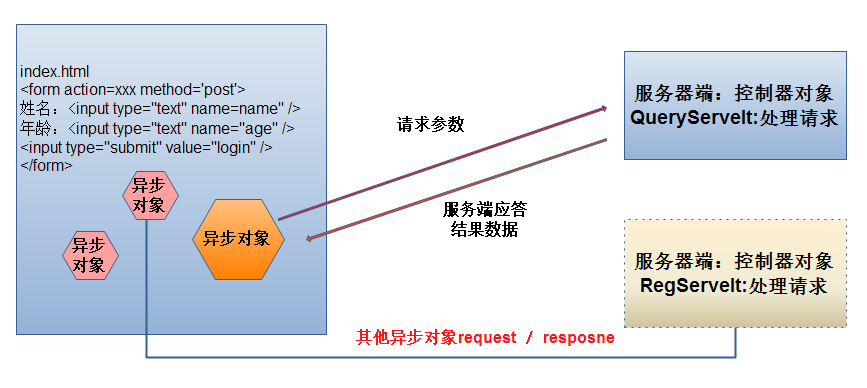 index.html
<form action=xxx method='post'>
姓名：<input type="text" name=name" />
年龄：<input type="text" name="age" />
<input type="submit" value="login" />
</form>
异步
对象
异步
对象
异步对象
请求参数
服务端应答
结果数据
服务器端：控制器对象
QueryServelt:处理请求
服务器端：控制器对象
RegServelt:处理请求
其他异步对象request / resposne